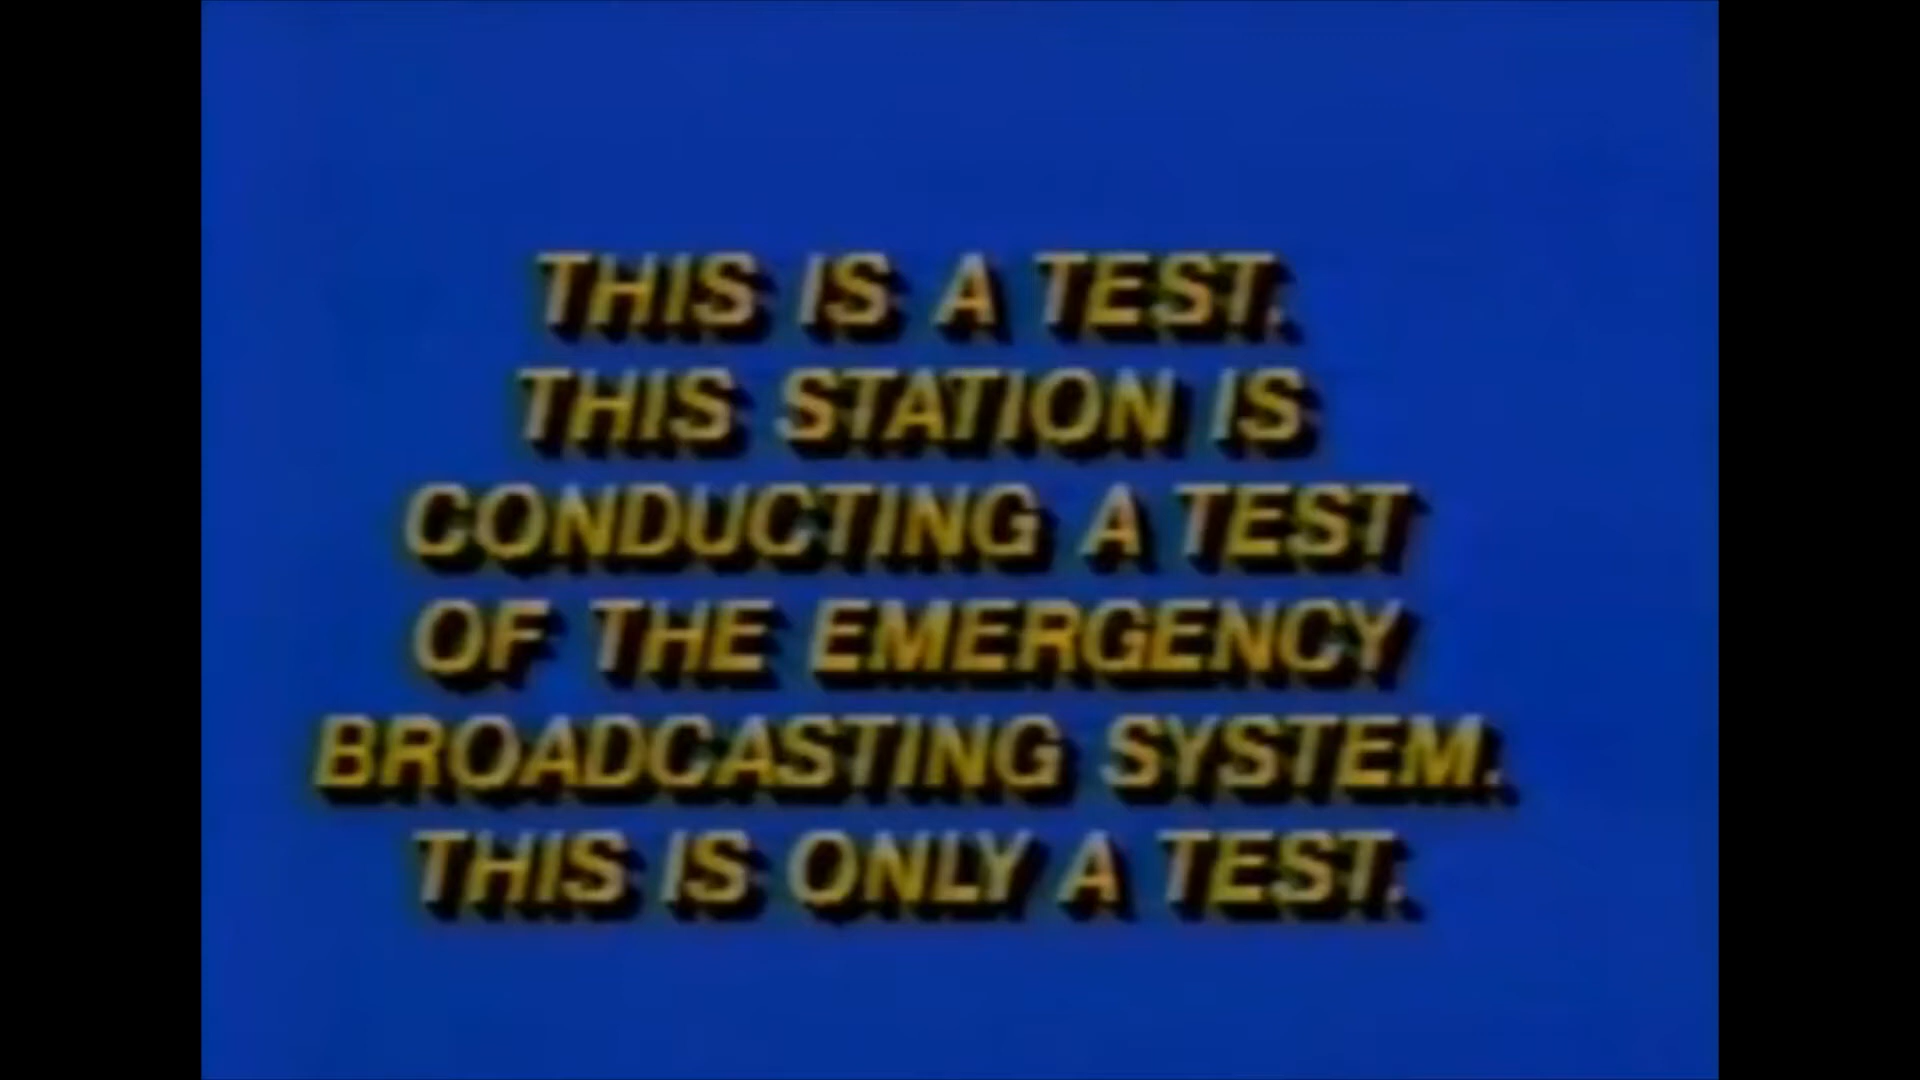 THIS IS A TEST.
THIS STATION IS
CONDUCTING A TEST
OF THE EMERGENCY
BROADCASTING SYSTEM.
THIS IS ONLY A TEST.